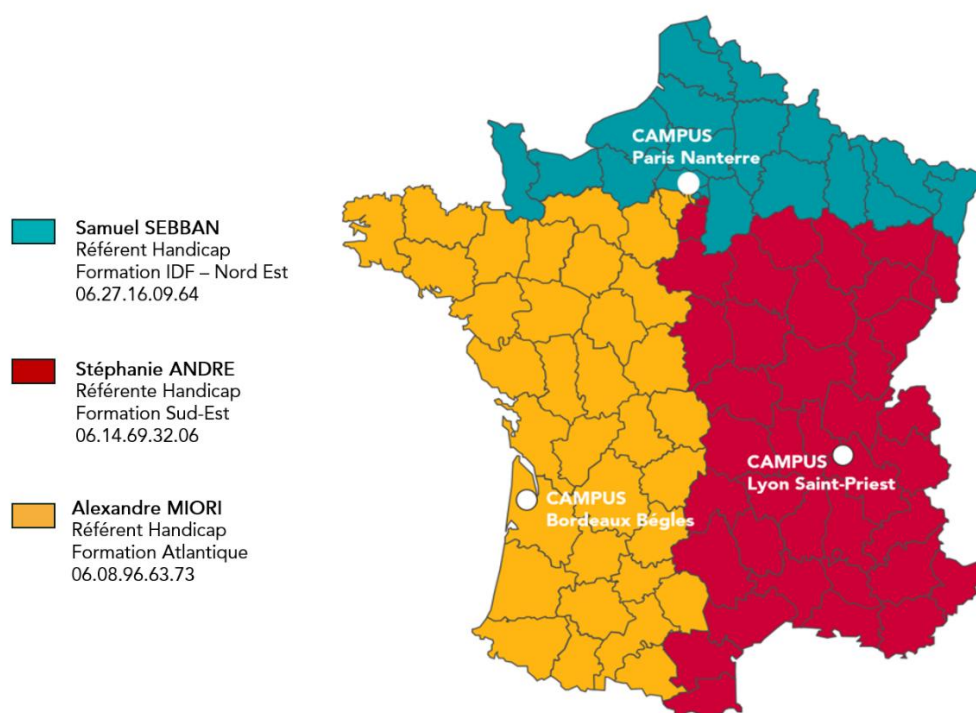 Samuel SEBBAN
Référent Handicap
Formation IDF – Nord Est
06.27.16.09.64
Stéphanie ANDRE
Référente Handicap
Formation Sud-Est
06.14.69.32.06
Alexandre MIORI
Référent Handicap
Formation Atlantique
06.08.96.63.73
CAMPUS
Paris Nanterre
CAMPUS
Lyon Saint-Priest
CAMPUS
Bordeaux Bégles